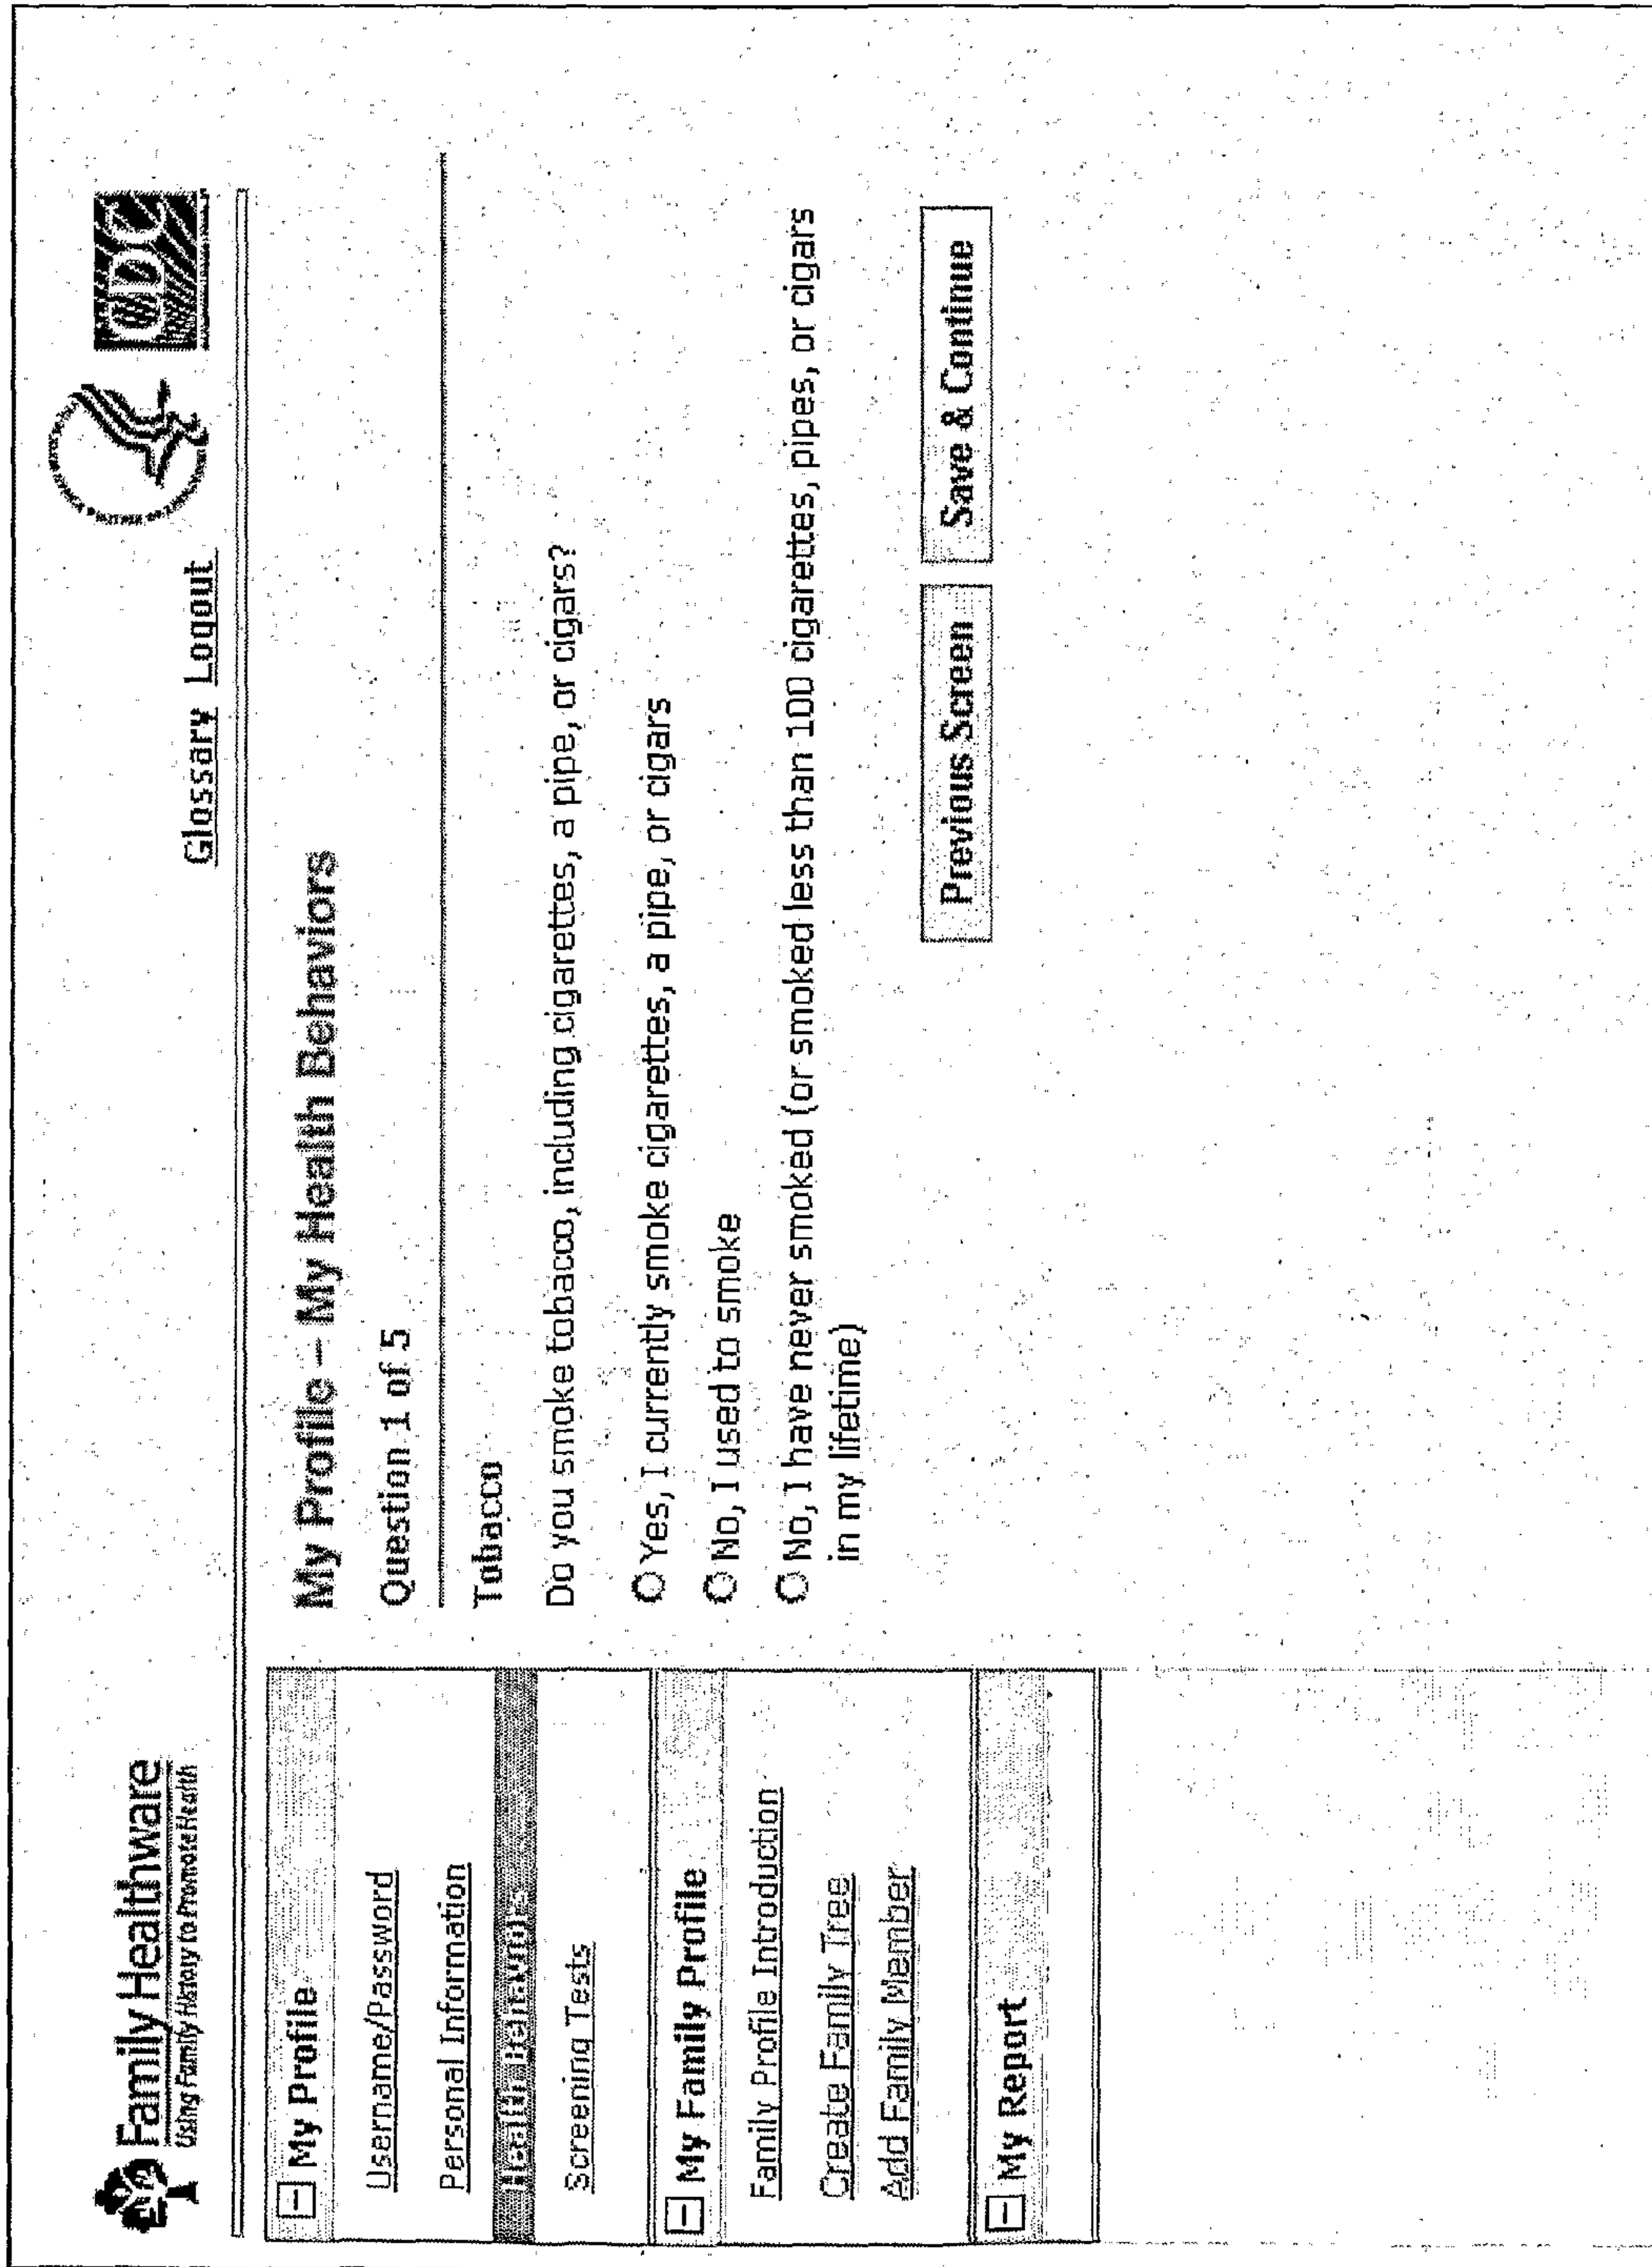 Family Healthware
Using Family History to Promote Health
Glossary Logout
CDC
My Profile
Username/Password
Personal Information
Health Behaviors
Screening Tests
My Family Profile
Family Profile Introduction
Create Family Tree
Add Family Member
My Report
My Profile – My Health Behaviors
Question 1 of 5
Tobacco
Do you smoke tobacco, including cigarettes, a pipe, or cigars?
Yes, I currently smoke cigarettes, a pipe, or cigars
No, I used to smoke
No, I have never smoked (or smoked less than 100 cigarettes, pipes, or cigars
in my lifetime)
Previous Screen Save & Continue